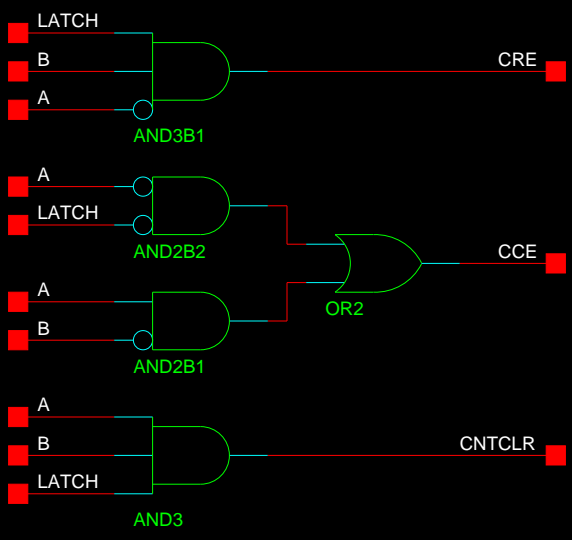 LATCH
B
CRE
A
AND3B1
A
LATCH
AND2B2
CCE
A
OR2
B
AND2B1
A
B
CNTCLR
LATCH
AND3